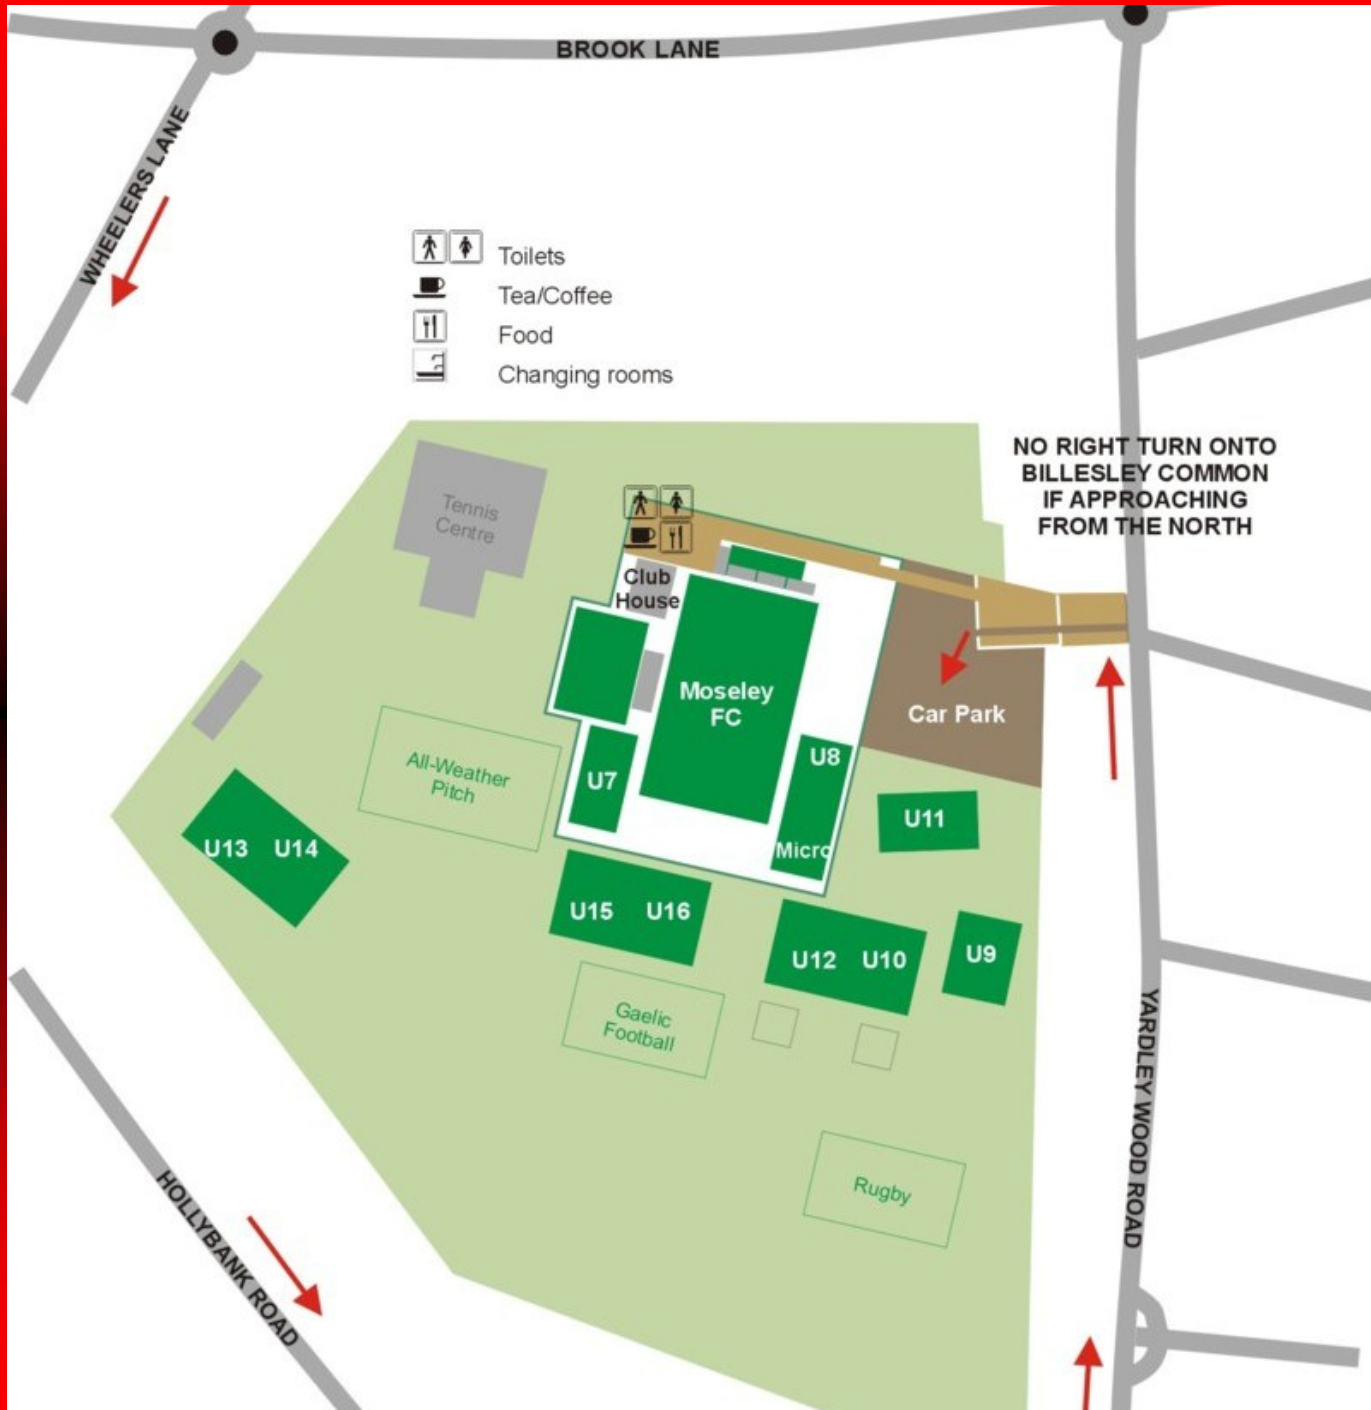 BROOK LANE
WHEELERS LANE
Toilets
Tea/Coffee
Food
Changing rooms
NO RIGHT TURN ONTO
BILLESLEY COMMON
IF APPROACHING
FROM THE NORTH
Tennis
Centre
Club
House
Moseley
FC
Car Park
U8
All-Weather
Pitch
U7
U11
U13
U14
Micro
U15
U16
U12
U10
U9
Gaelic
Football
YARDLEY WOOD ROAD
Rugby
HOLLYBANK ROAD